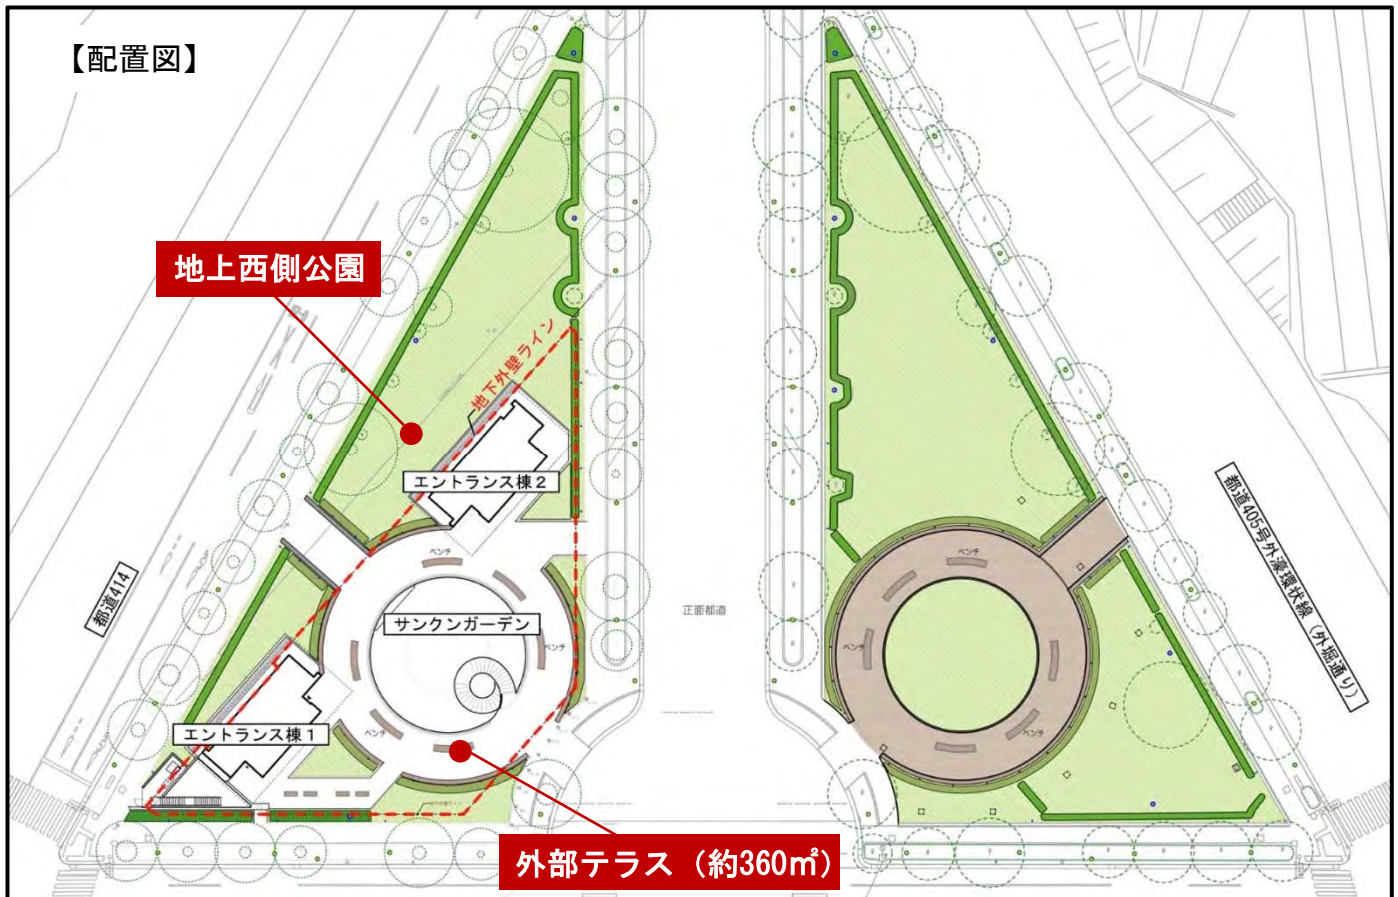 【配置図】
地上西側公園
地下外壁ライン
エントランス棟2
ベンチ
サンクンガーデン
ベンチ
ベンチ
エントランス棟1
都道414
外部テラス（約360㎡）
正面都道
ベンチ
ベンチ
ベンチ
都道405号外濠環状線（外堀通り）